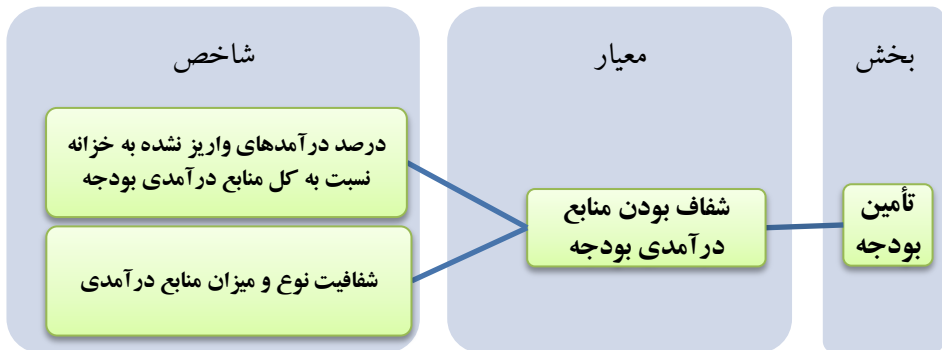 بخش
معیار
شاخص
تأمین
بودجه
شفاف بودن منابع
درآمدی بودجه
درصد درآمدهای واریز نشده به خزانه
نسبت به کل منابع درآمدی بودجه
شفافیت نوع و میزان منابع درآمدی